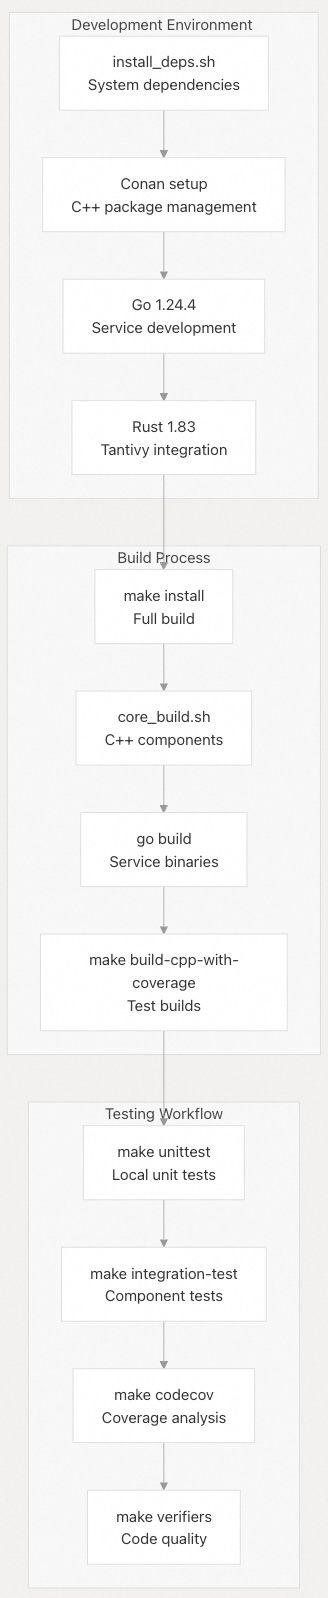 Development Environment
install_deps.sh
System dependencies
Conan setup
C++ package management
Go 1.24.4
Service development
Rust 1.83
Tantivy integration
Build Process
make install
Full build
core_build.sh
C++ components
go build
Service binaries
make build-cpp-with-
coverage
Test builds
Testing Workflow
make unittest
Local unit tests
make integration-test
Component tests
make codecov
Coverage analysis
make verifiers
Code quality